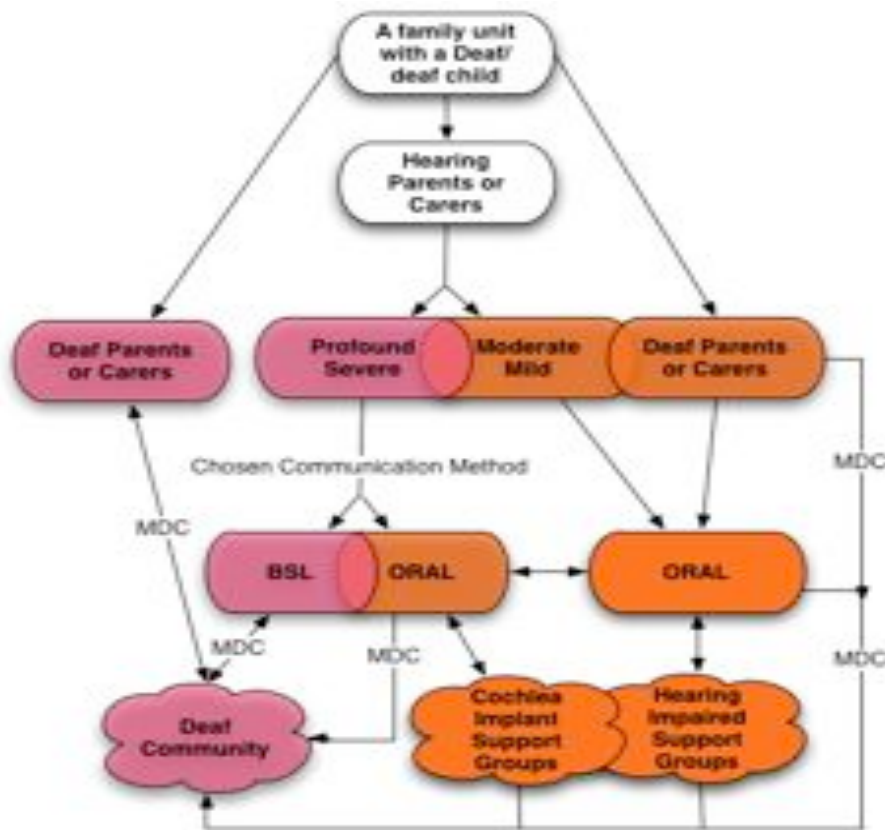 A family unit
with a Deaf/
deaf child
Hearing
Parents or
Carers
Deaf Parents
or Carers
Profound
Severe
Moderate
Mild
Deaf Parents
or Carers
MDC
Chosen Communication Method
MDC
BSL
ORAL
ORAL
MDC
MDC
MDC
Deaf
Community
Cochlea
Implant
Support
Groups
Hearing
Impaired
Support
Groups